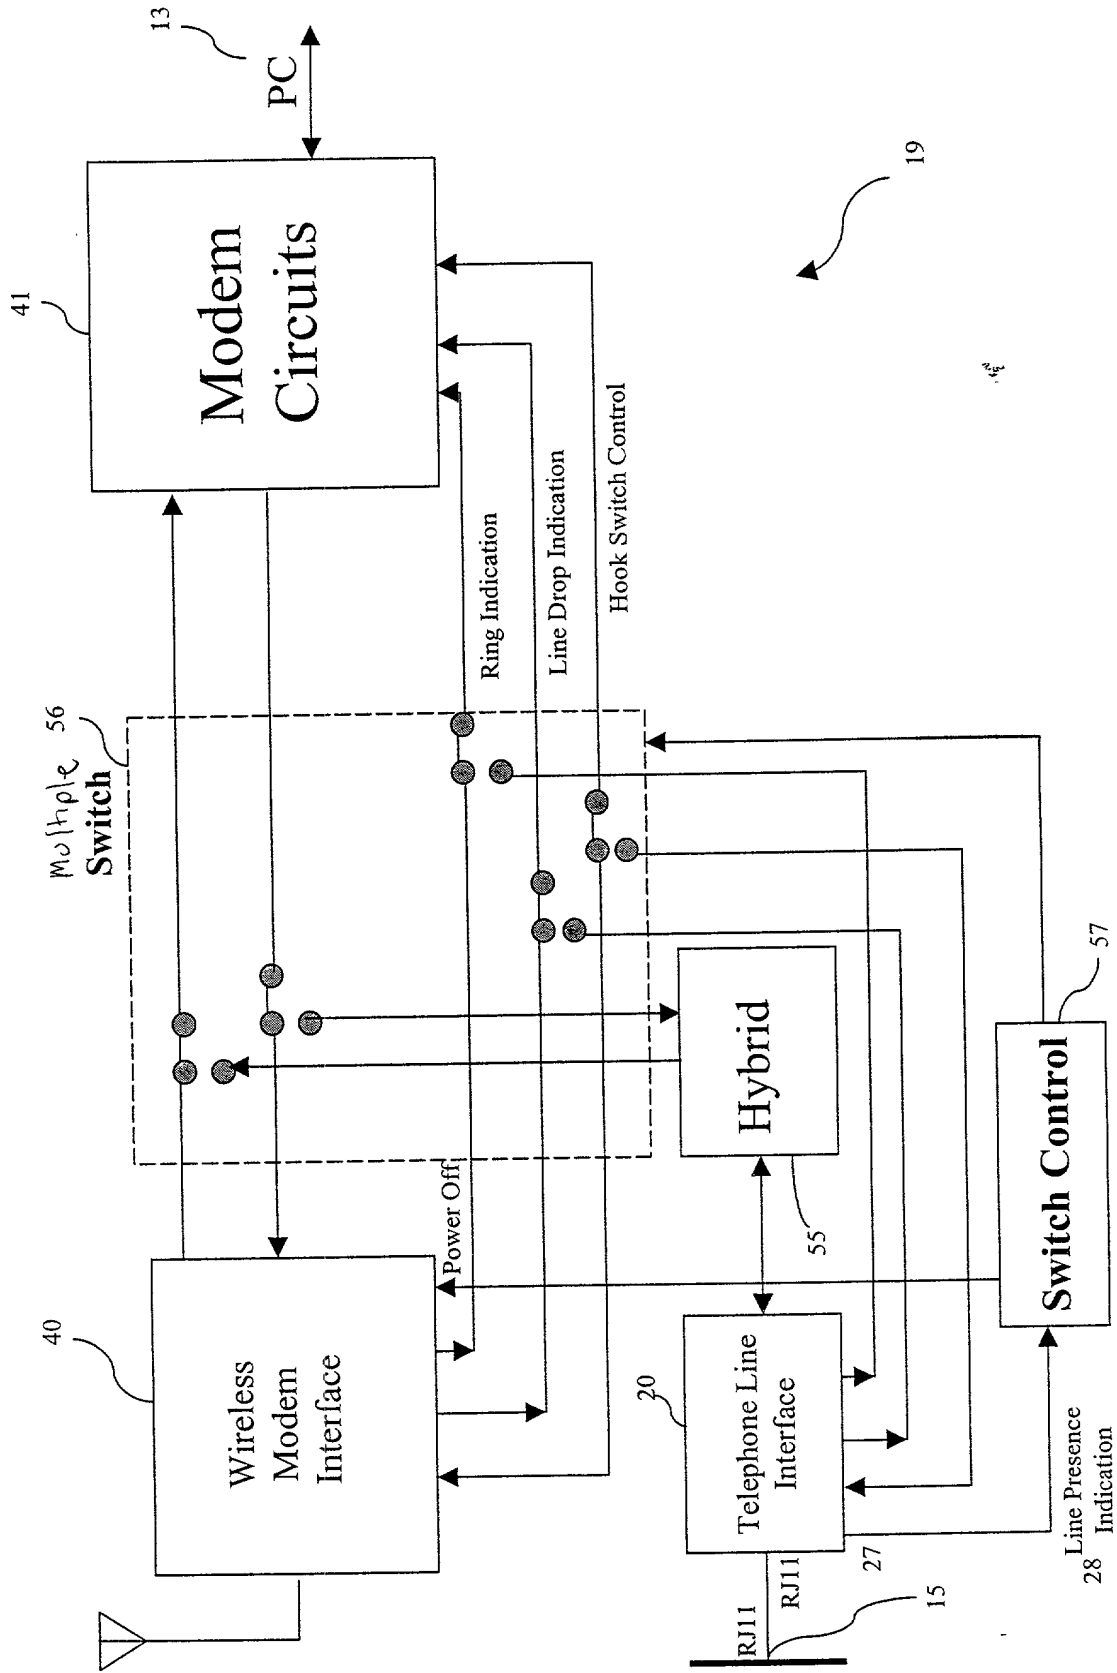 40
Multiple 56
Switch
41
13
PC
Wireless
Modem
Interface
Modem
Circuits
Power Off
Ring Indication
Line Drop Indication
Hook Switch Control
20
Telephone Line
Interface
Hybrid
55
RJ11
RJ11
27
15
19
Switch Control
57
Line Presence
28
Indication